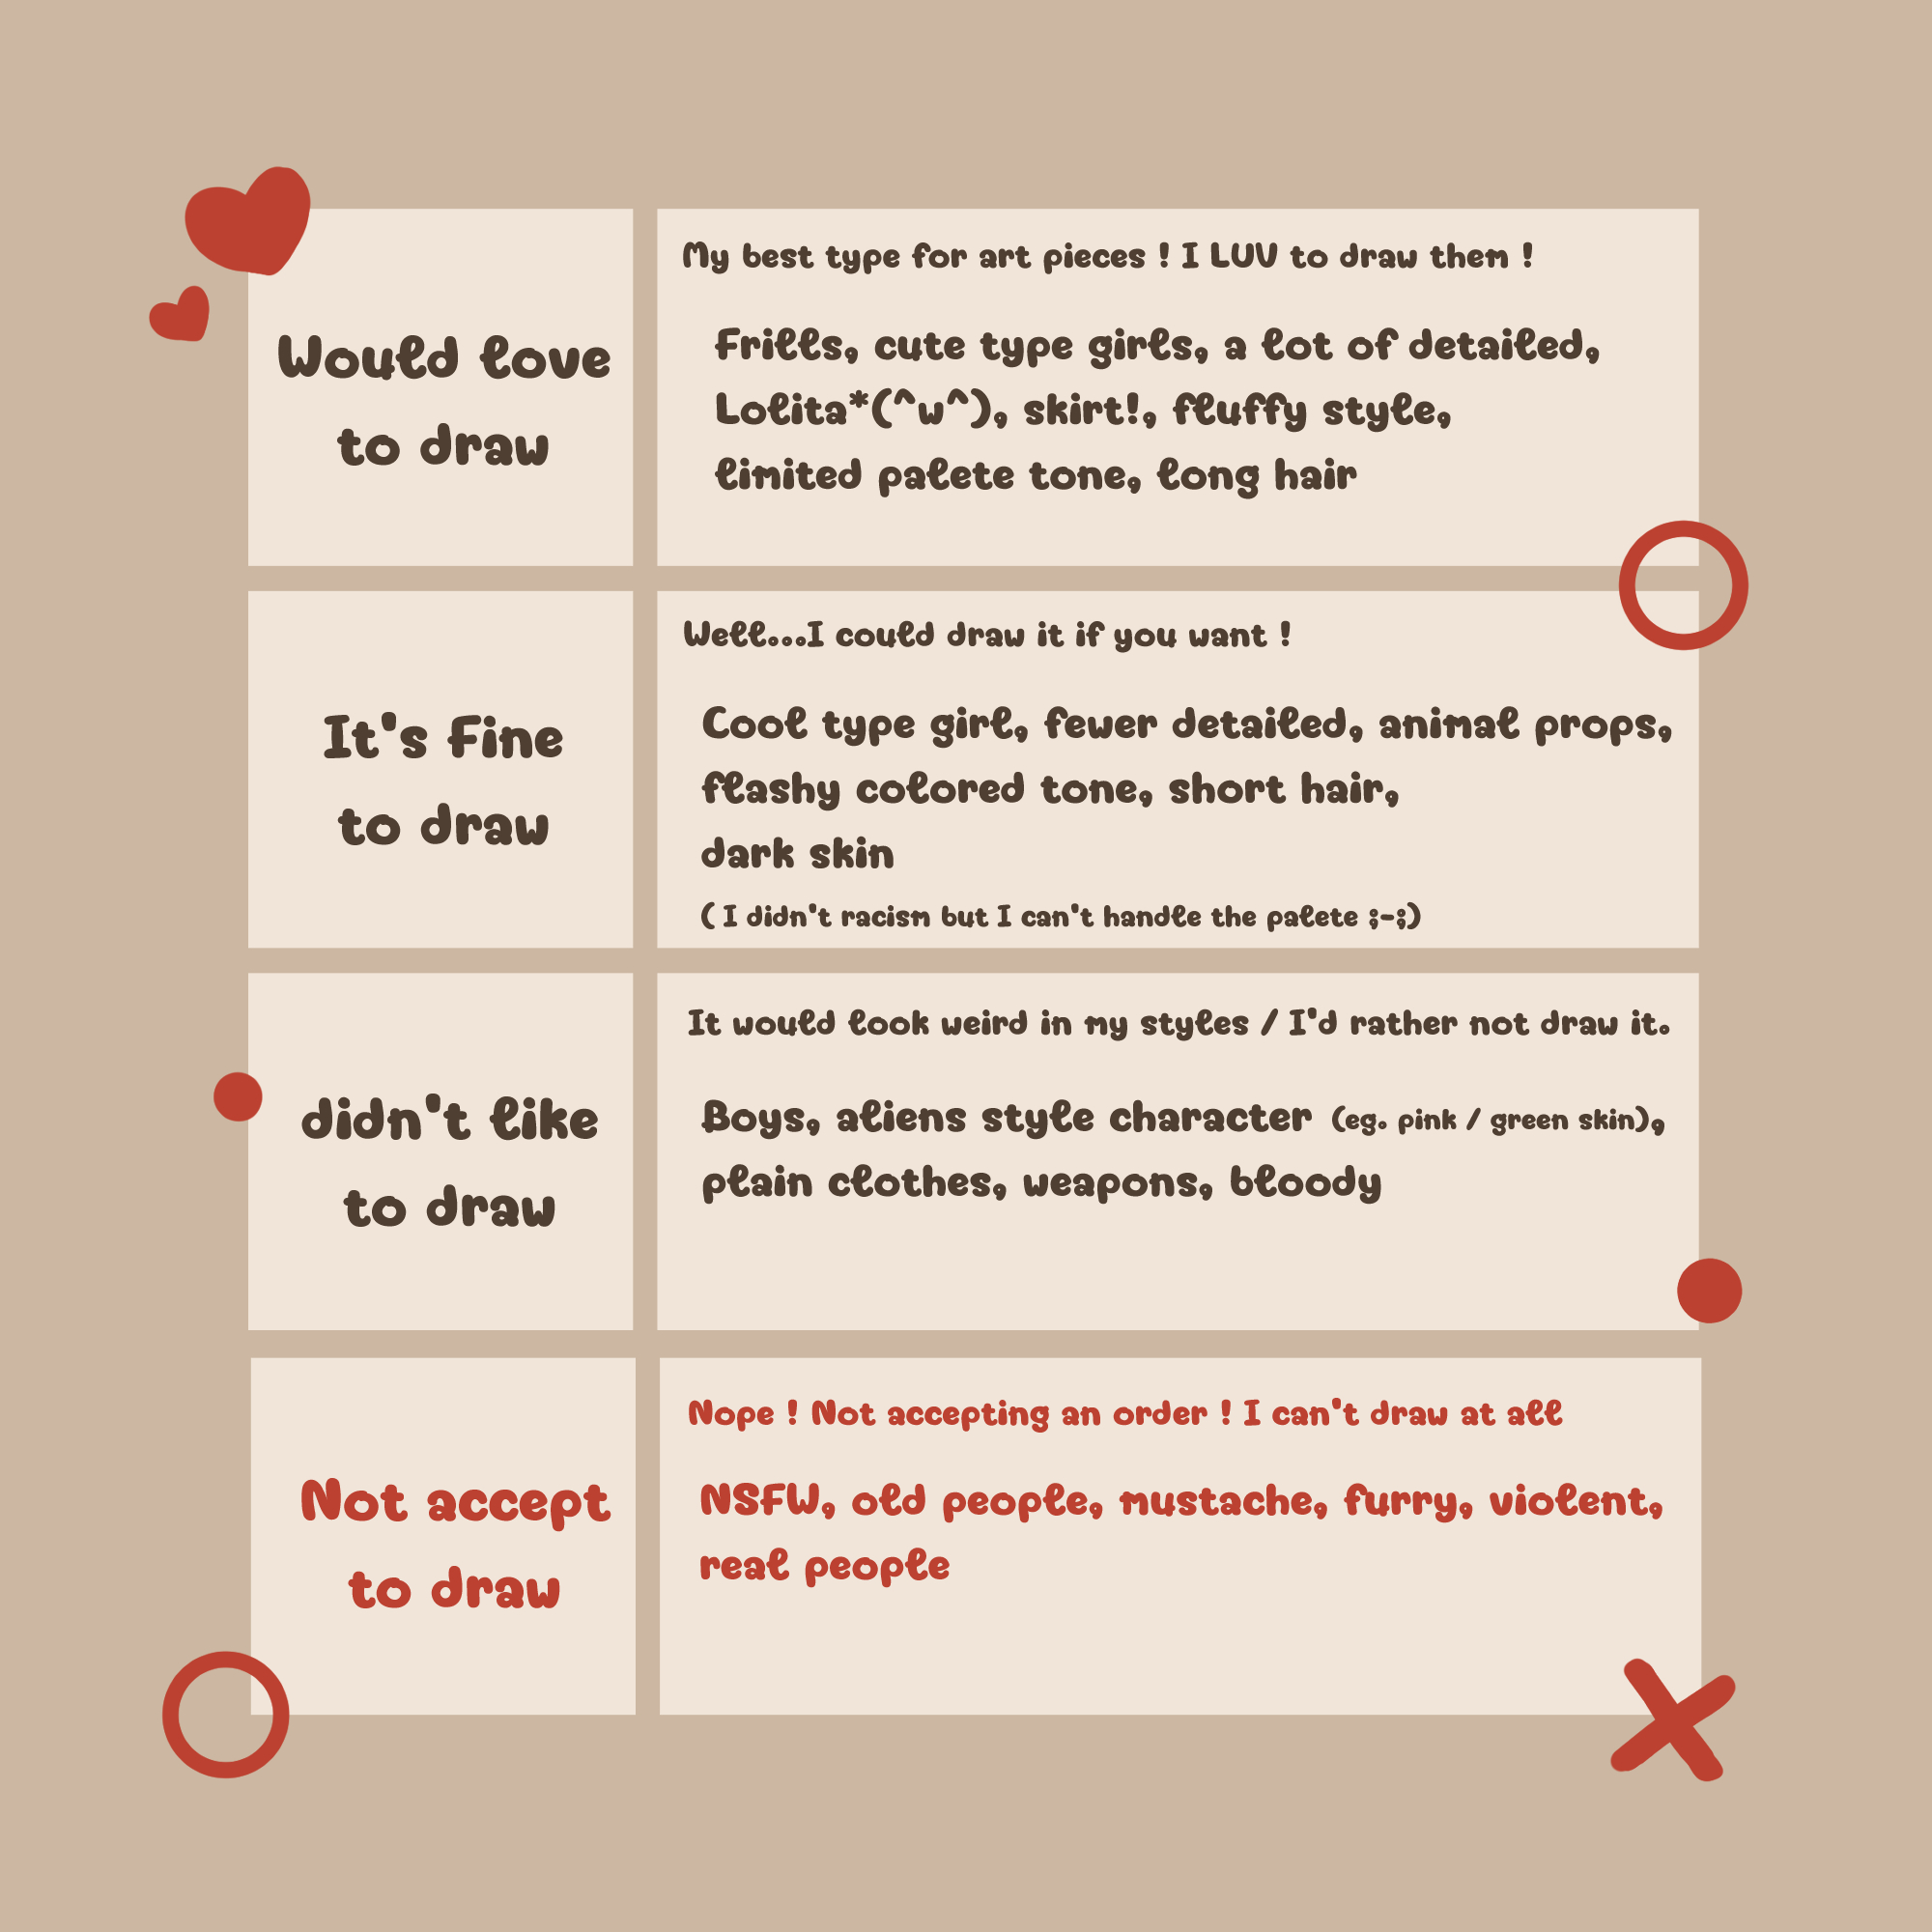 Would love
to draw
My best type for art pieces ! I LUV to draw them !
Frills, cute type girls, a lot of detailed,
Lolita*(^w^), skirt!, fluffy style,
limited palete tone, long hair
It's Fine
to draw
Well...I could draw it if you want !
Cool type girl, fewer detailed, animal props,
flashy colored tone, short hair,
dark skin
( I didn't racism but I can't handle the palete ;-;)
didn't like
to draw
It would look weird in my styles / I'd rather not draw it.
Boys, aliens style character (eg. pink / green skin),
plain clothes, weapons, bloody
Not accept
to draw
Nope ! Not accepting an order ! I can't draw at all
NSFW, old people, mustache, furry, violent,
real people